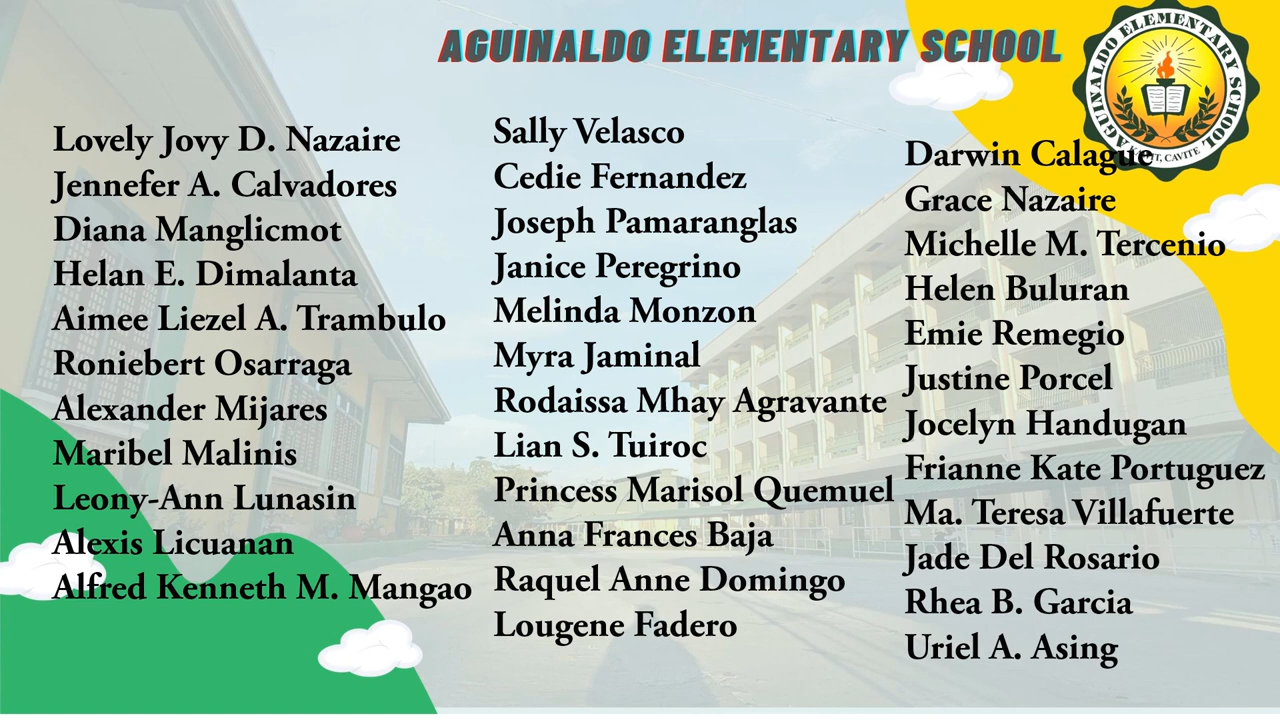 AGUINALDO ELEMENTARY SCHOOL
AGUINALDO ELEMENTARY SCHOOL
KAWIT, CAVITE
Lovely Jovy D. Nazaire
Jennefer A. Calvadores
Diana Manglicmot
Helan E. Dimalanta
Aimee Liezel A. Trambulo
Roniebert Osarraga
Alexander Mijares
Maribel Malinis
Leony-Ann Lunasin
Alexis Licuanan
Alfred Kenneth M. Mangao
Sally Velasco
Cedie Fernandez
Joseph Pamaranglas
Janice Peregrino
Melinda Monzon
Myra Jaminal
Rodaissa Mhay Agravante
Lian S. Tuiroc
Princess Marisol Quemuel
Anna Frances Baja
Raquel Anne Domingo
Lougene Fadero
Darwin Calague
Grace Nazaire
Michelle M. Tercenio
Helen Buluran
Emie Remegio
Justine Porcel
Jocelyn Handugan
Frianne Kate Portuguez
Ma. Teresa Villafuerte
Jade Del Rosario
Rhea B. Garcia
Uriel A. Asing